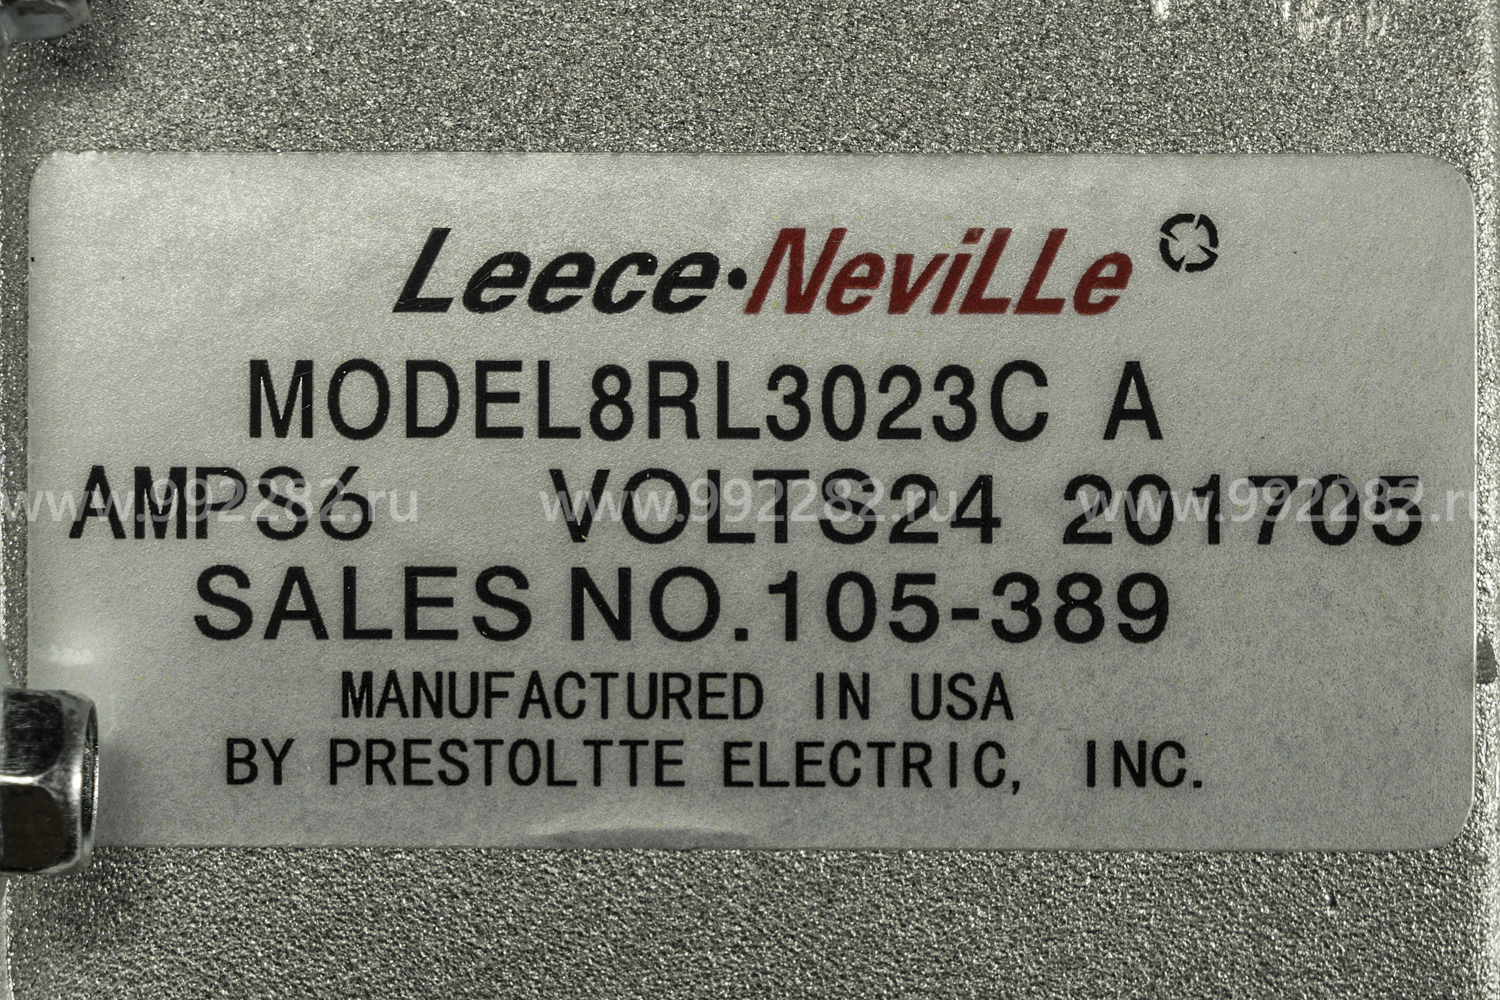 Leece·NeviLLe
MODEL8RL3023C A
AMPS6 VOLTS24 201705
SALES NO.105-389
MANUFACTURED IN USA
BY PRESTOLTTE ELECTRIC, INC.
www.992282.ru www.992282.ru www.992282.ru